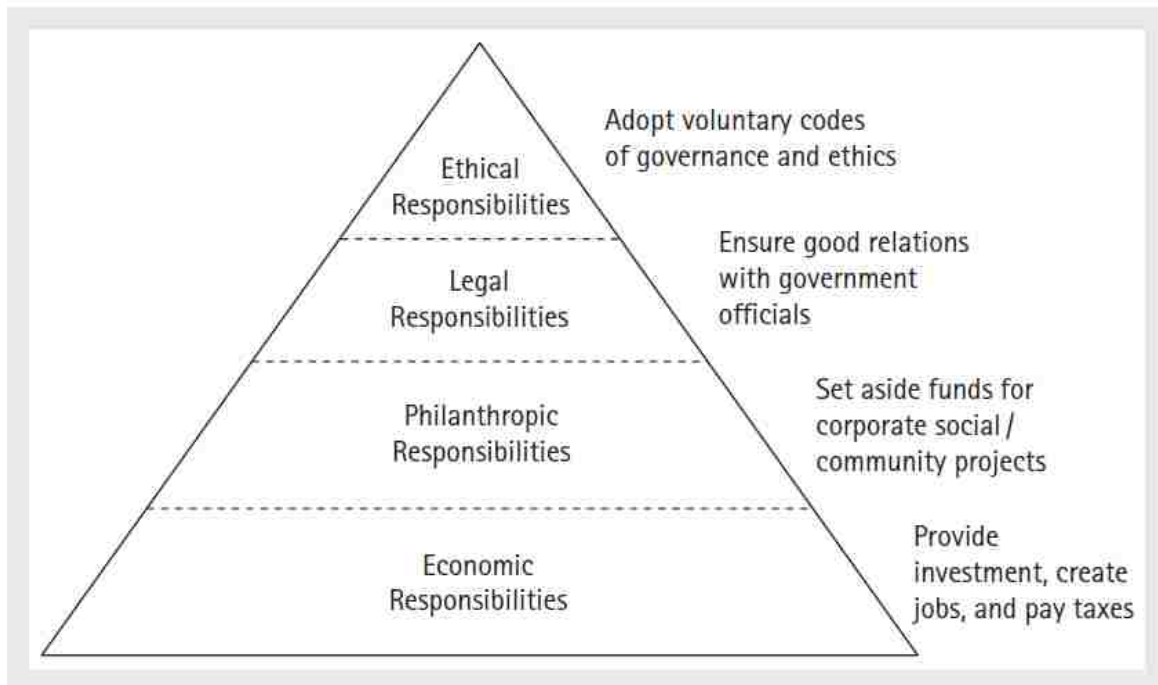 Adopt voluntary codes
of governance and ethics
Ethical
Responsibilities
Ensure good relations
with government
officials
Legal
Responsibilities
Set aside funds for
corporate social /
community projects
Philanthropic
Responsibilities
Provide
investment, create
jobs, and pay taxes
Economic
Responsibilities